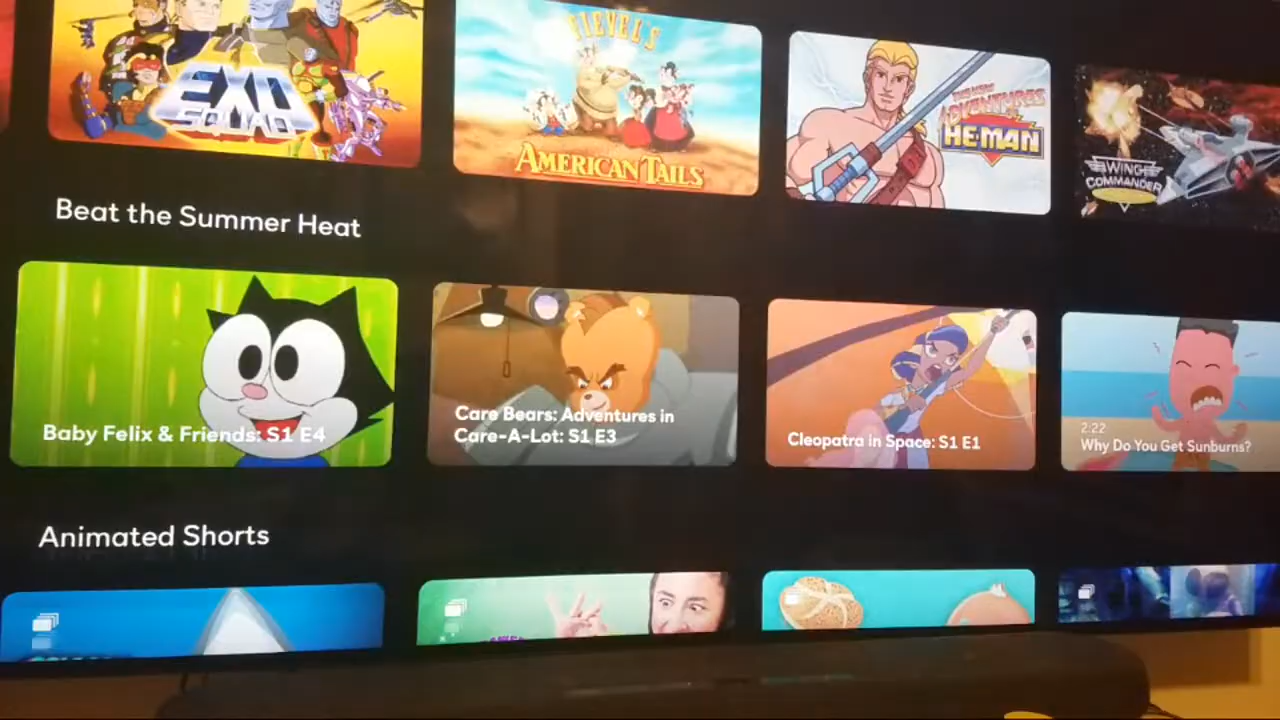 EXO
SQUAD
FIEVEL'S
AMERICAN TAILS
THE NEW
ADVENTURES
OF
HE-MAN
WING
COMMANDER
Beat the Summer Heat
Baby Felix & Friends: S1 E4
Care Bears: Adventures in
Care-A-Lot: S1 E3
Cleopatra in Space: S1 E1
2:22
Why Do You Get Sunburns?
Animated Shorts